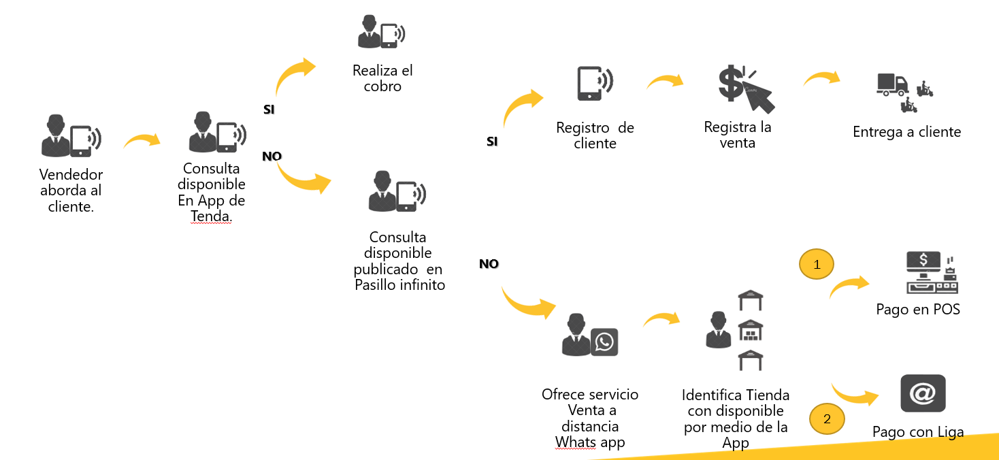 Vendedor
aborda al
cliente.
Consulta
disponible
En App de
Tenda.
SI
Realiza el
cobro
NO
Consulta
disponible
publicado en
Pasillo infinito
SI
Registro de
cliente
Registra la
venta
Entrega a cliente
NO
Ofrece servicio
Venta a
distancia
Whats app
Identifica Tienda
con disponible
por medio de la
App
1
Pago en POS
2
Pago con Liga